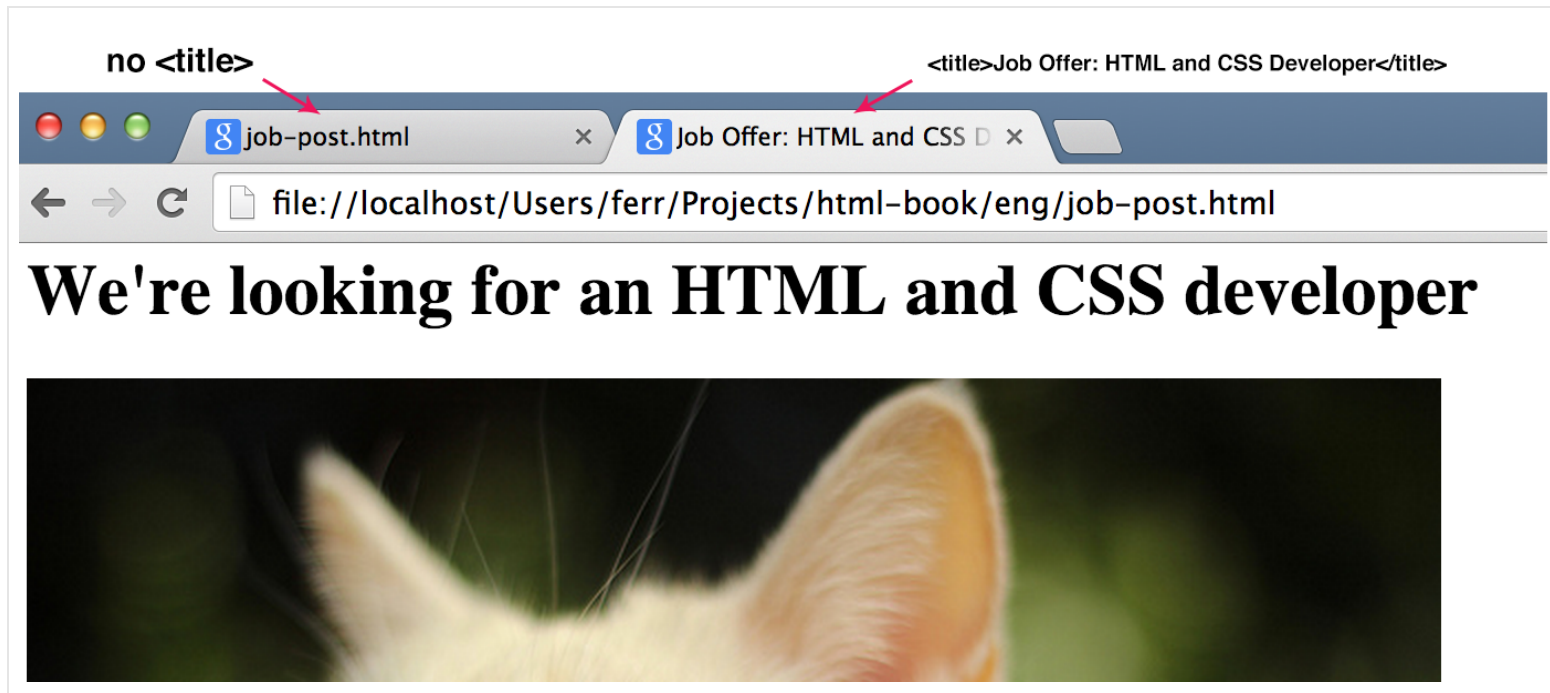 no <title>
<title>Job Offer: HTML and CSS Developer</title>
g job-post.html ×
g Job Offer: HTML and CSS D ×
file://localhost/Users/ferr/Projects/html-book/eng/job-post.html
We're looking for an HTML and CSS developer